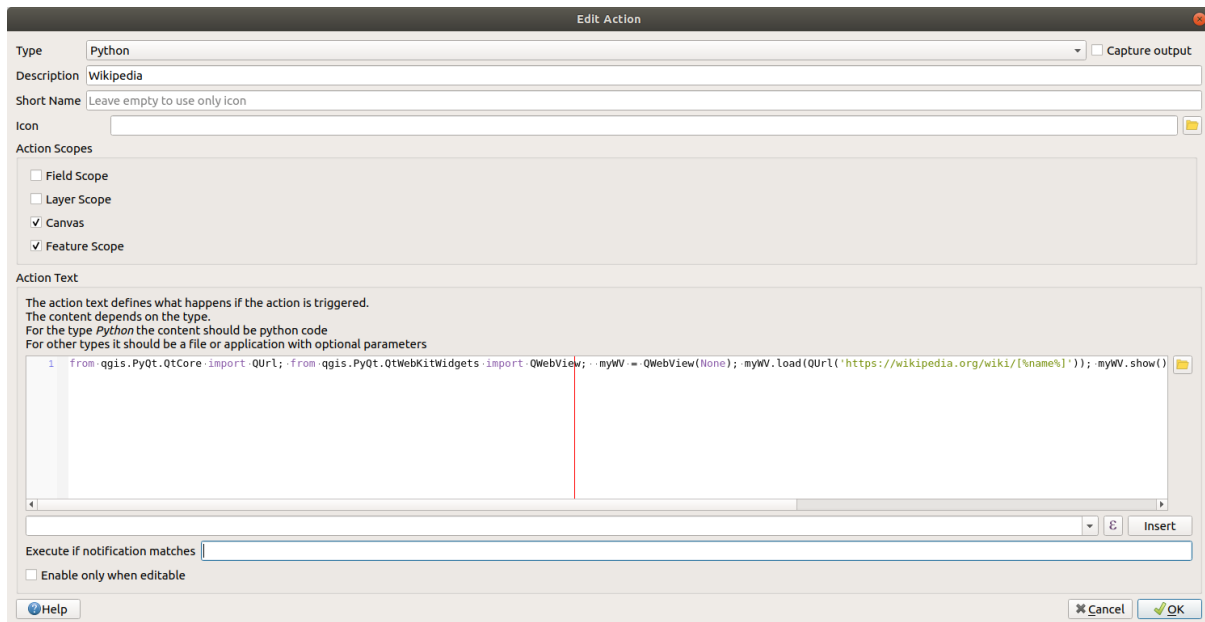 Edit Action
Type Python Capture output
Description Wikipedia
Short Name Leave empty to use only icon
Icon
Action Scopes
Field Scope
Layer Scope
Canvas
Feature Scope
Action Text
The action text defines what happens if the action is triggered.
The content depends on the type.
For the type Python the content should be python code
For other types it should be a file or application with optional parameters
1 from·qgis.PyQt.QtCore·import·QUrl;·from·qgis.PyQt.QtWebKitWidgets·import·QWebView;··myWV·=·QWebView(None);·myWV.load(QUrl('https://wikipedia.org/wiki/[%name%]'));·myWV.show()
ε Insert
Execute if notification matches
Enable only when editable
Help Cancel OK